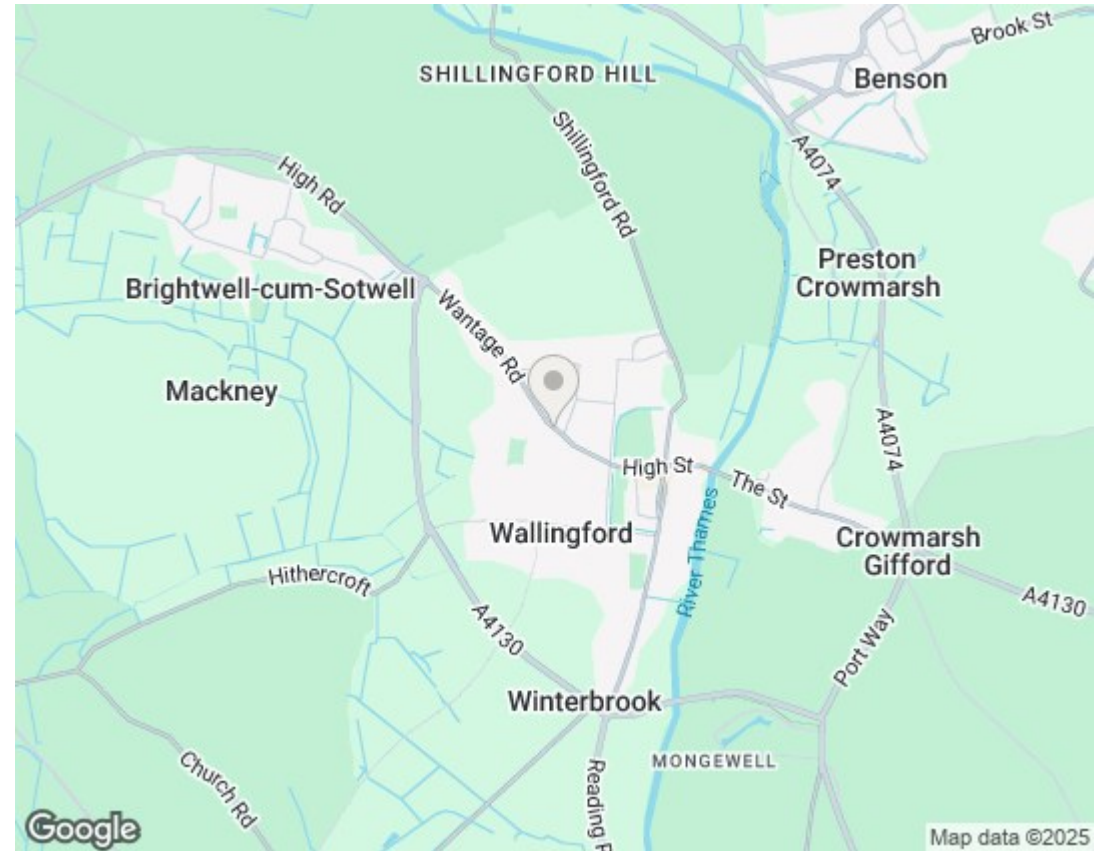 Brook St
SHILLINGFORD HILL
Benson
Shillingford Rd
A4074
High Rd
Preston
Crowmarsh
Brightwell-cum-Sotwell
Wantage Rd
Mackney
A4074
High St
The St
Wallingford
River Thames
Crowmarsh
Gifford
Hithercroft
A4130
A4130
Port Way
Winterbrook
MONGEWELL
Church Rd
Reading
Google
Map data ©2025